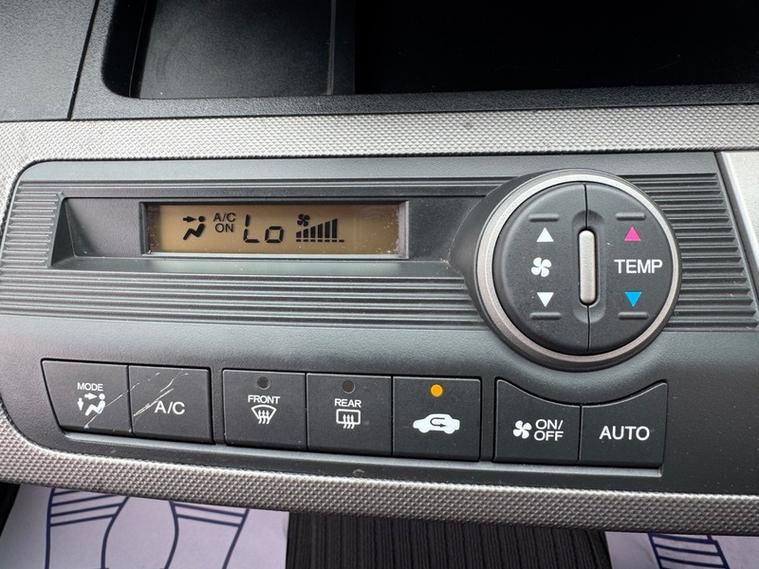 A/C
ON
Lo
TEMP
MODE
A/C
FRONT
REAR
ON/
OFF
AUTO